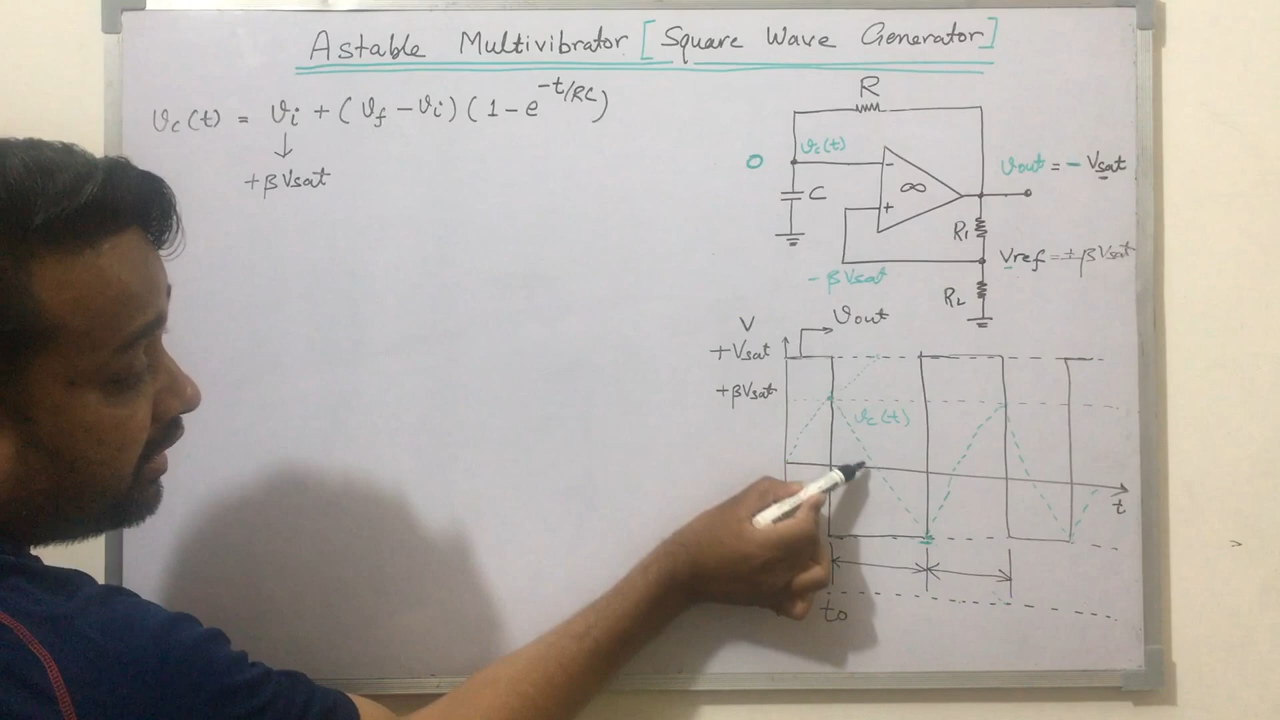 Astable Multivibrator [Square Wave Generator]
vc(t) = vi + (vf - vi)(1 - e^-t/RC)
↓
+βVsat
R
vc(t)
0
C
-
∞
+
vout = - Vsat
R1
Vref = ±βVsat
-βVsat
R2
V
vout
+Vsat
+βVsat
vc(t)
t
to